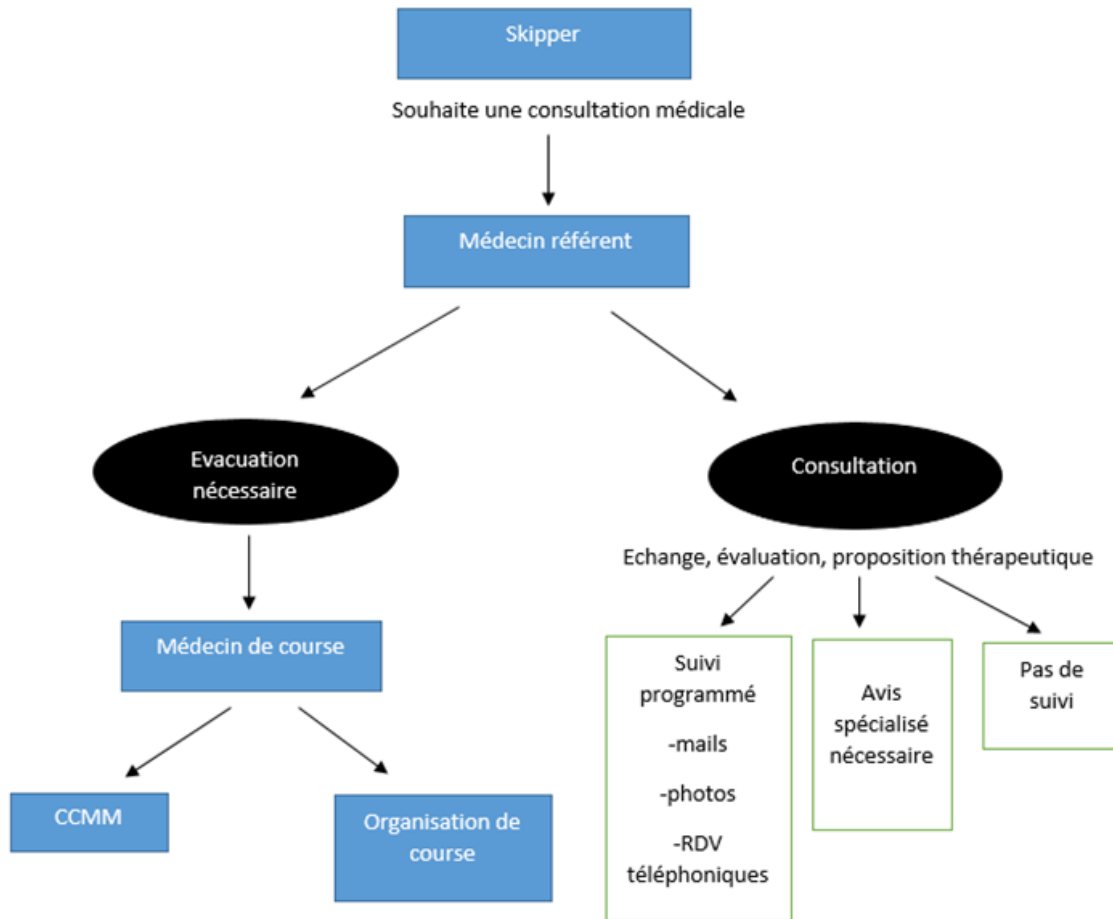 Skipper
Souhaite une consultation médicale
Médecin référent
Evacuation
nécessaire
Consultation
Echange, évaluation, proposition thérapeutique
Médecin de course
CCMM
Organisation de
course
Suivi
programmé
-mails
-photos
-RDV
téléphoniques
Avis
spécialisé
nécessaire
Pas de
suivi